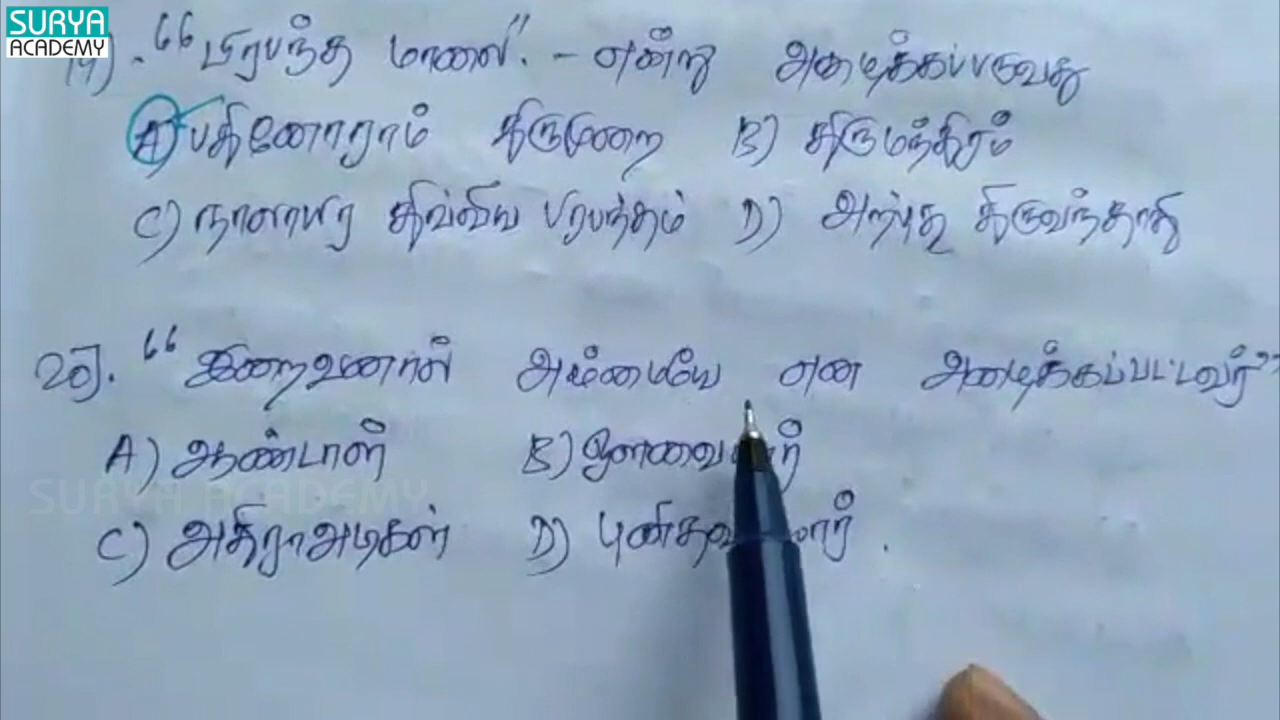 SURYA
ACADEMY
19). "பிரபந்த மாலை". - என்று அழைக்கப்படுவது
A) பதினோறாம் திருமுறை B) திருமந்திரம்
C) நாலாயிர திவ்விய பிரபந்தம் D) அற்புத திருவந்தாதி
20]. "இறைவனால் அம்மையே என அழைக்கப்பட்டவர்"
A) ஆண்டாள் B) ஔவையார்
SURYA ACADEMY
C) அதிராஅடிகள் D) புனிதவதியார்.